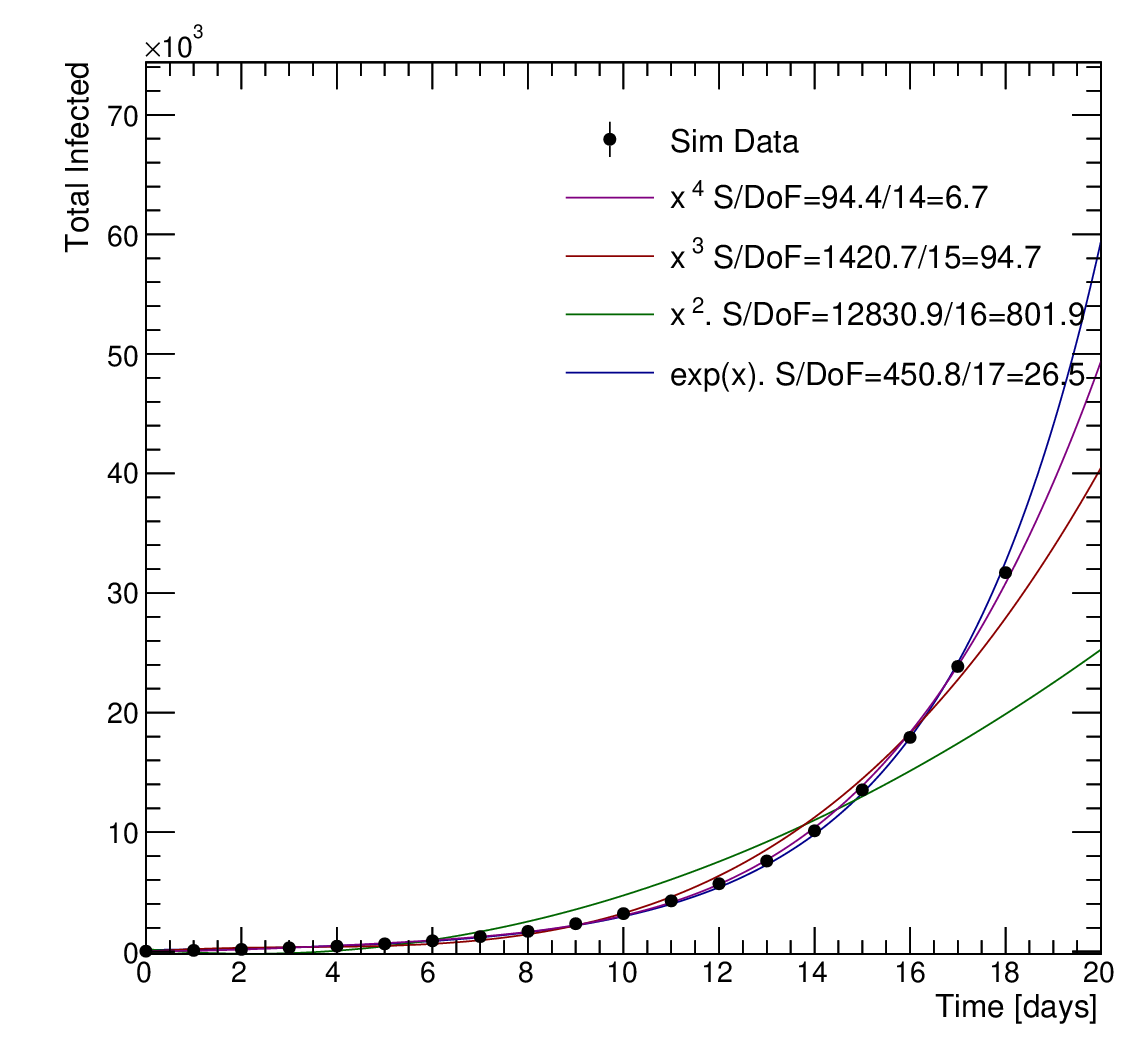 ×10³
Total Infected
70
60
50
40
30
20
10
0
Sim Data
x⁴ S/DoF=94.4/14=6.7
x³ S/DoF=1420.7/15=94.7
x². S/DoF=12830.9/16=801.9
exp(x). S/DoF=450.8/17=26.5
0 2 4 6 8 10 12 14 16 18 20
Time [days]